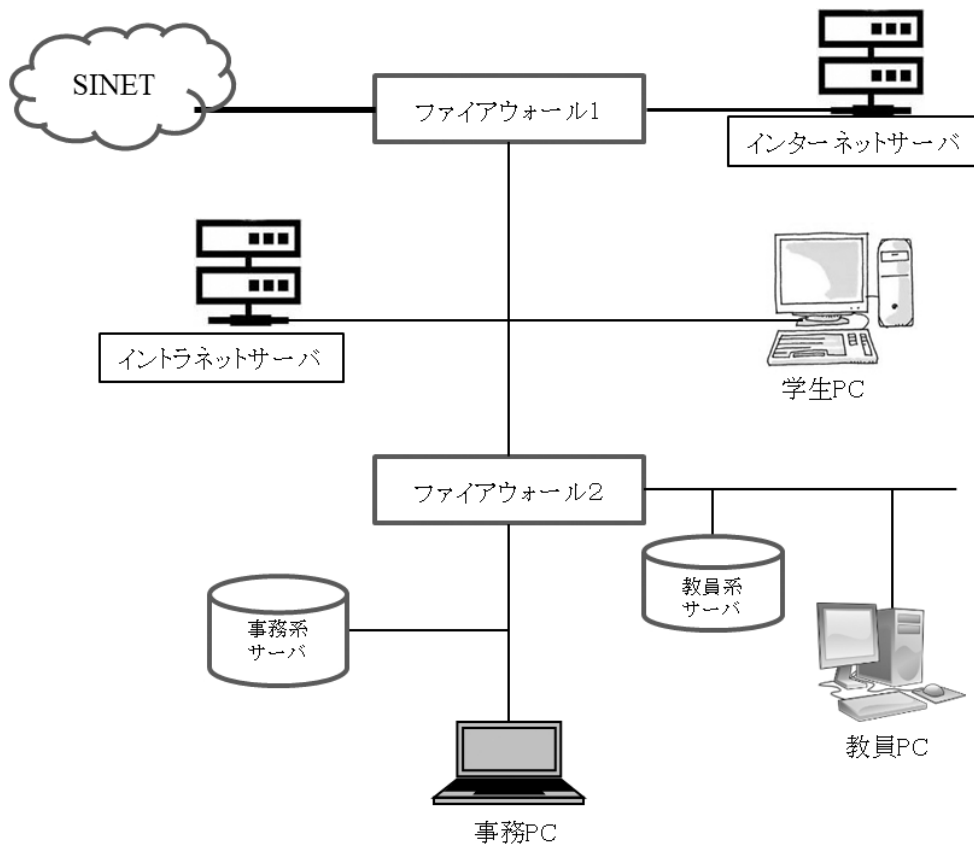 SINET
ファイアウォール1
インターネットサーバ
イントラネットサーバ
学生PC
ファイアウォール2
教員系
サーバ
事務系
サーバ
教員PC
事務PC